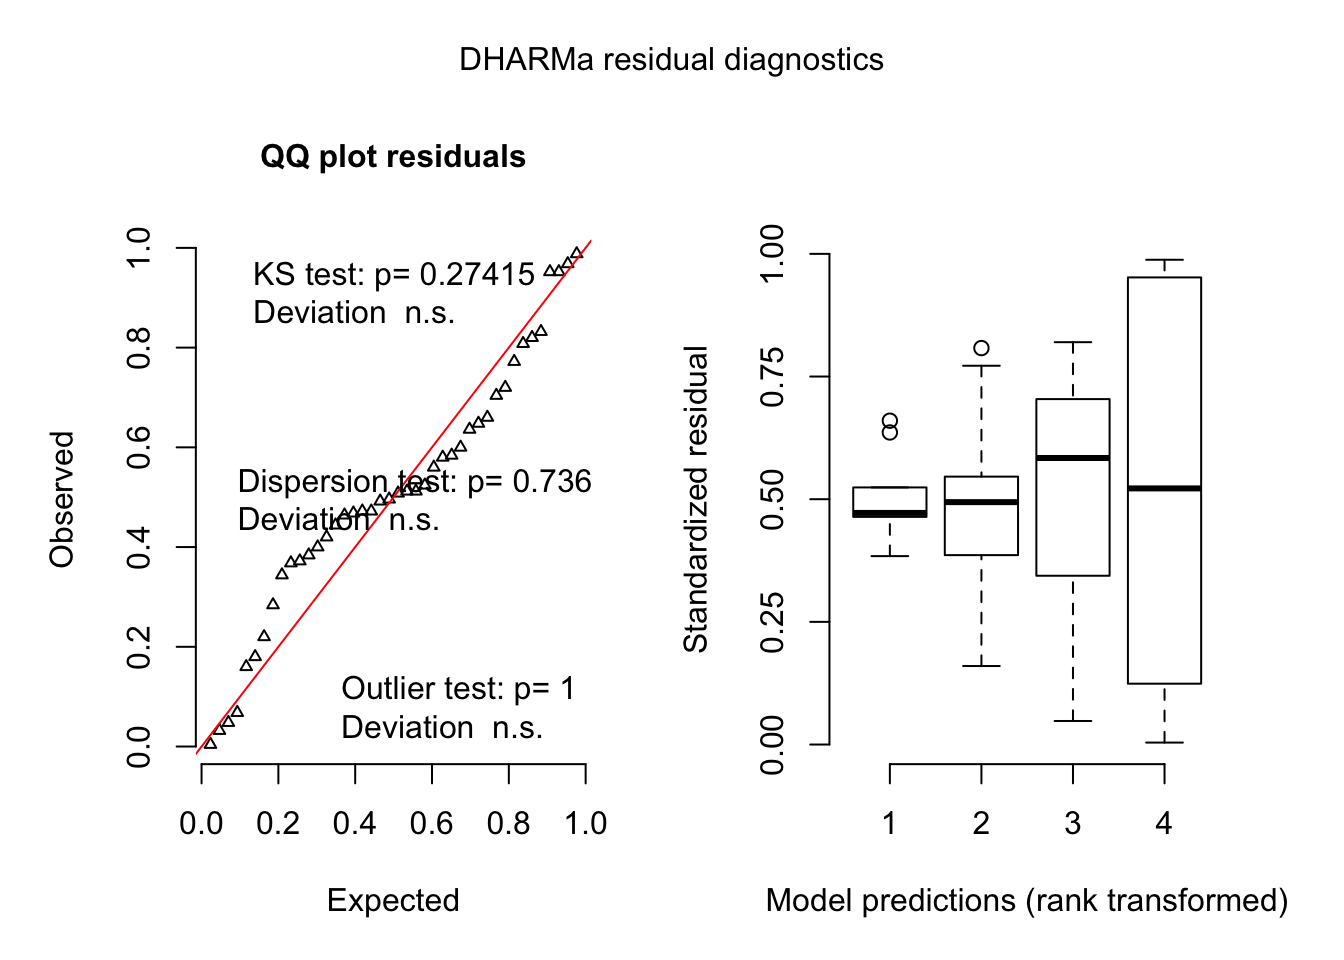 DHARMa residual diagnostics
QQ plot residuals
KS test: p= 0.27415
Deviation  n.s.
Dispersion test: p= 0.736
Deviation  n.s.
Outlier test: p= 1
Deviation  n.s.
Observed
0.0 0.2 0.4 0.6 0.8 1.0
0.0 0.2 0.4 0.6 0.8 1.0
Expected
Standardized residual
0.00 0.25 0.50 0.75 1.00
1 2 3 4
Model predictions (rank transformed)